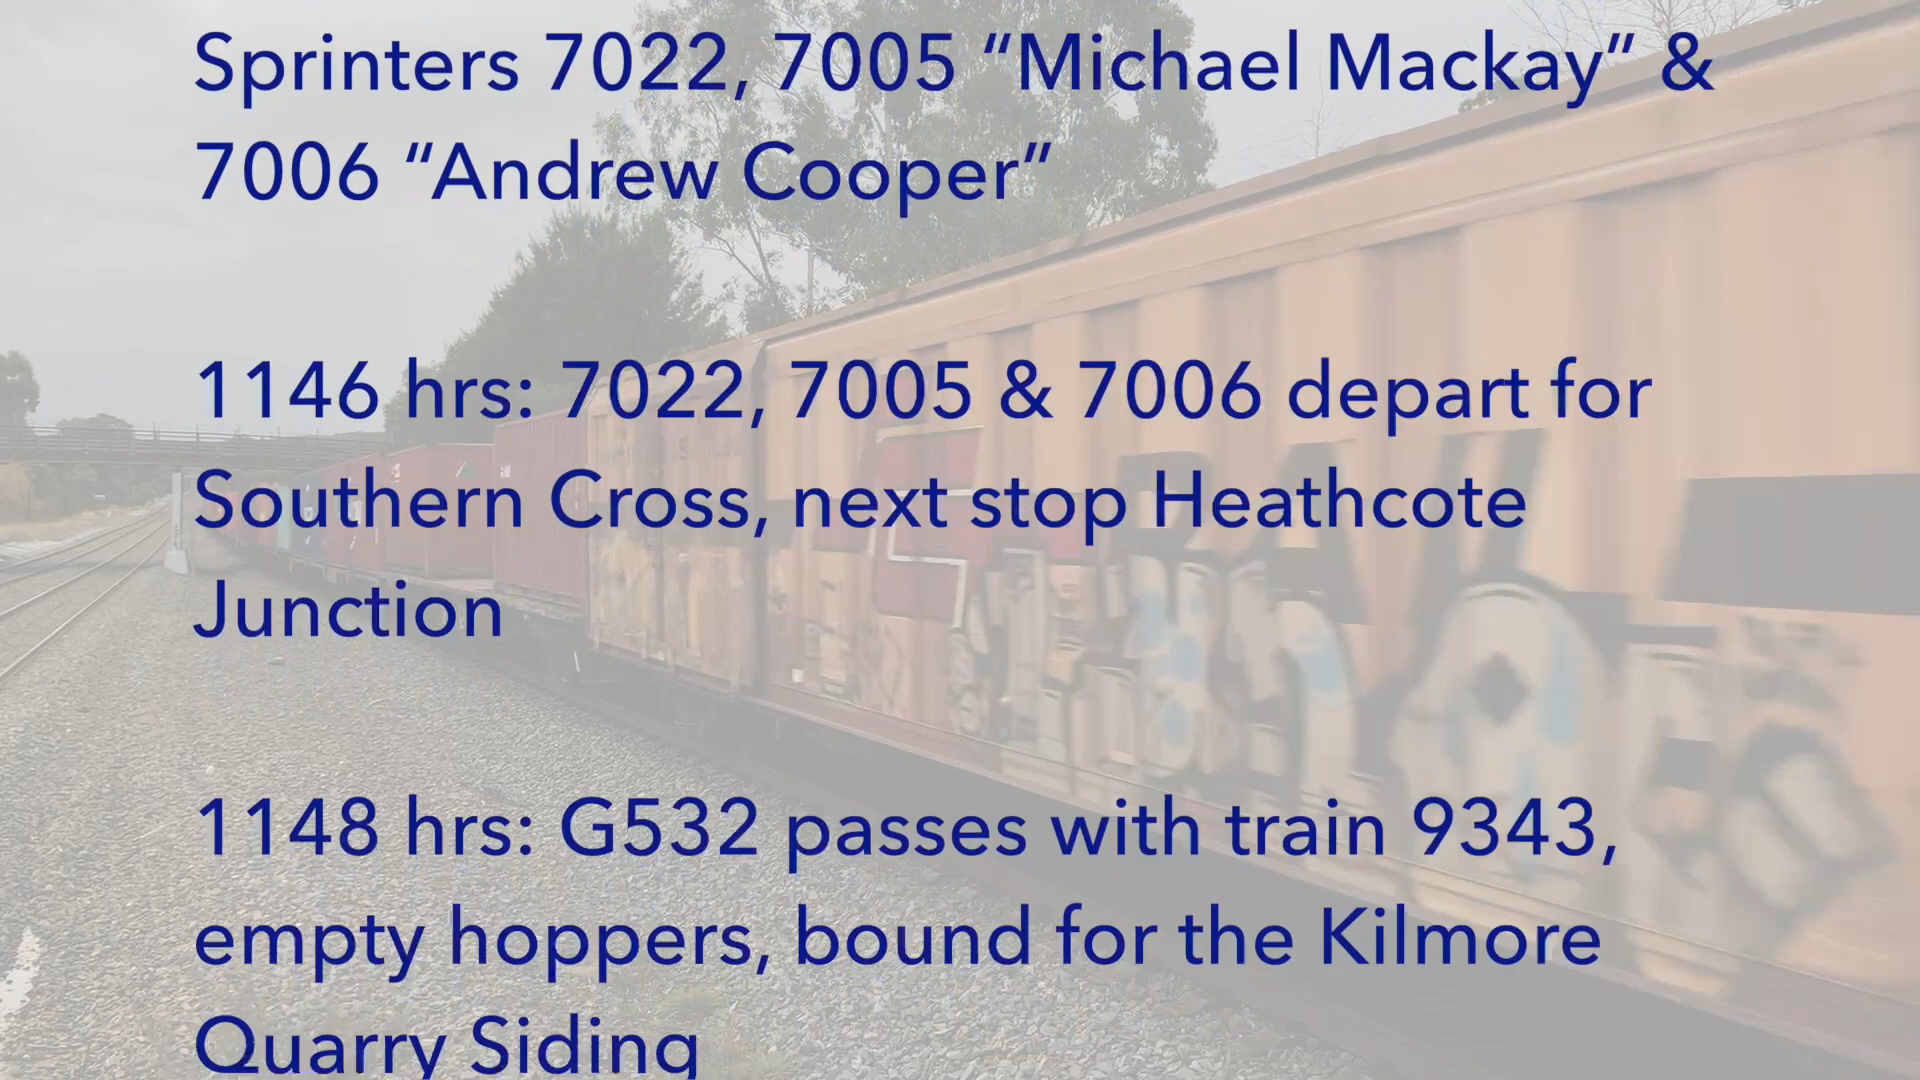 Sprinters 7022, 7005 “Michael Mackay” &
7006 “Andrew Cooper”
1146 hrs: 7022, 7005 & 7006 depart for
Southern Cross, next stop Heathcote
Junction
1148 hrs: G532 passes with train 9343,
empty hoppers, bound for the Kilmore
Quarry Siding